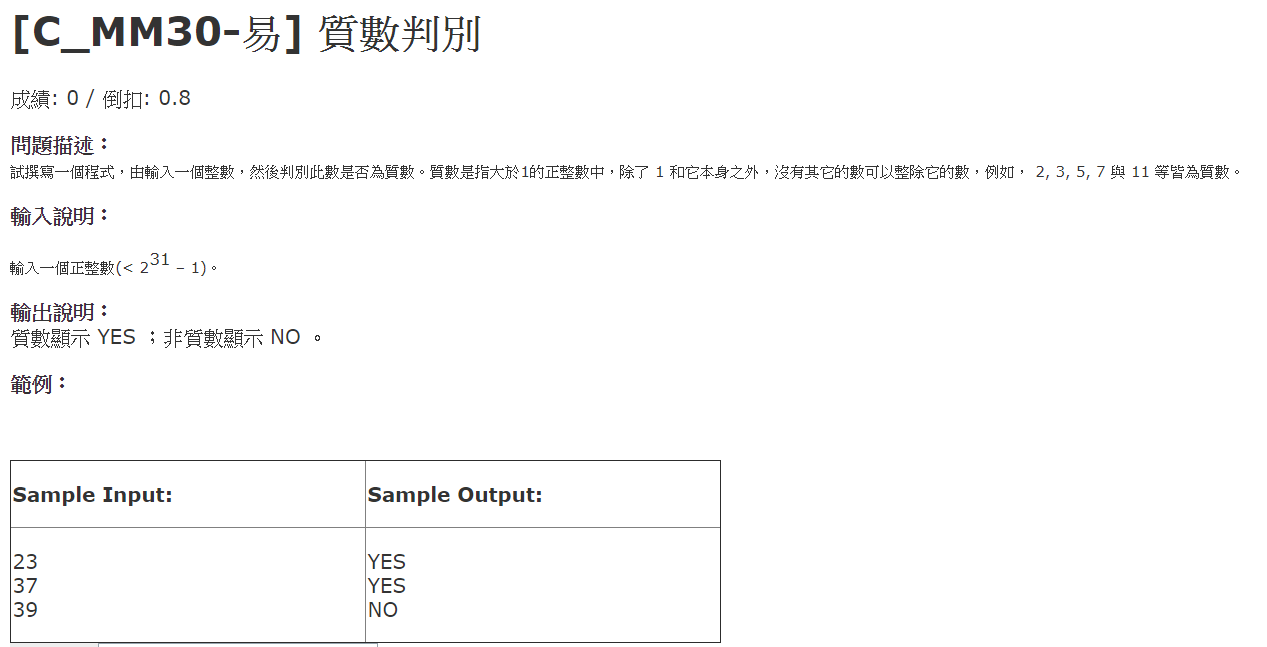 [C_MM30-易] 質數判別
成績: 0 / 倒扣: 0.8
問題描述：
試撰寫一個程式，由輸入一個整數，然後判別此數是否為質數。質數是指大於1的正整數中，除了 1 和它本身之外，沒有其它的數可以整除它的數，例如， 2, 3, 5, 7 與 11 等皆為質數。
輸入說明：
輸入一個正整數(< 2^31 – 1)。
輸出說明：
質數顯示 YES ；非質數顯示 NO 。
範例：
Sample Input: Sample Output:
23 YES
37 YES
39 NO